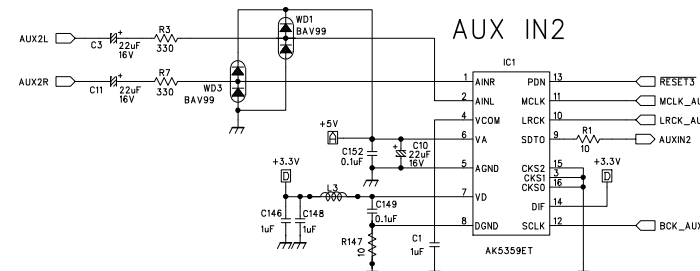 AUX IN2
AUX2L
C3
+
22uF
16V
R3
330
WD1
BAV99
AUX2R
C11
+
22uF
16V
R7
330
WD3
BAV99
IC1
1 AINR PDN 13 RESET3
2 AINL MCLK 11 MCLK_AU
4 VCOM LRCK 10 LRCK_AU
6 VA SDTO 9 R1 10 AUXIN2
5 AGND CKS2 15
CKS1 3
CKS0 16
7 VD DIF 14
8 DGND SCLK 12 BCK_AUX
AK5359ET
+5V
A
C152
0.1uF
+
C10
22uF
16V
+3.3V
D
+3.3V
D
L3
C146
1uF
C148
1uF
C149
0.1uF
R147
10
C1
1uF